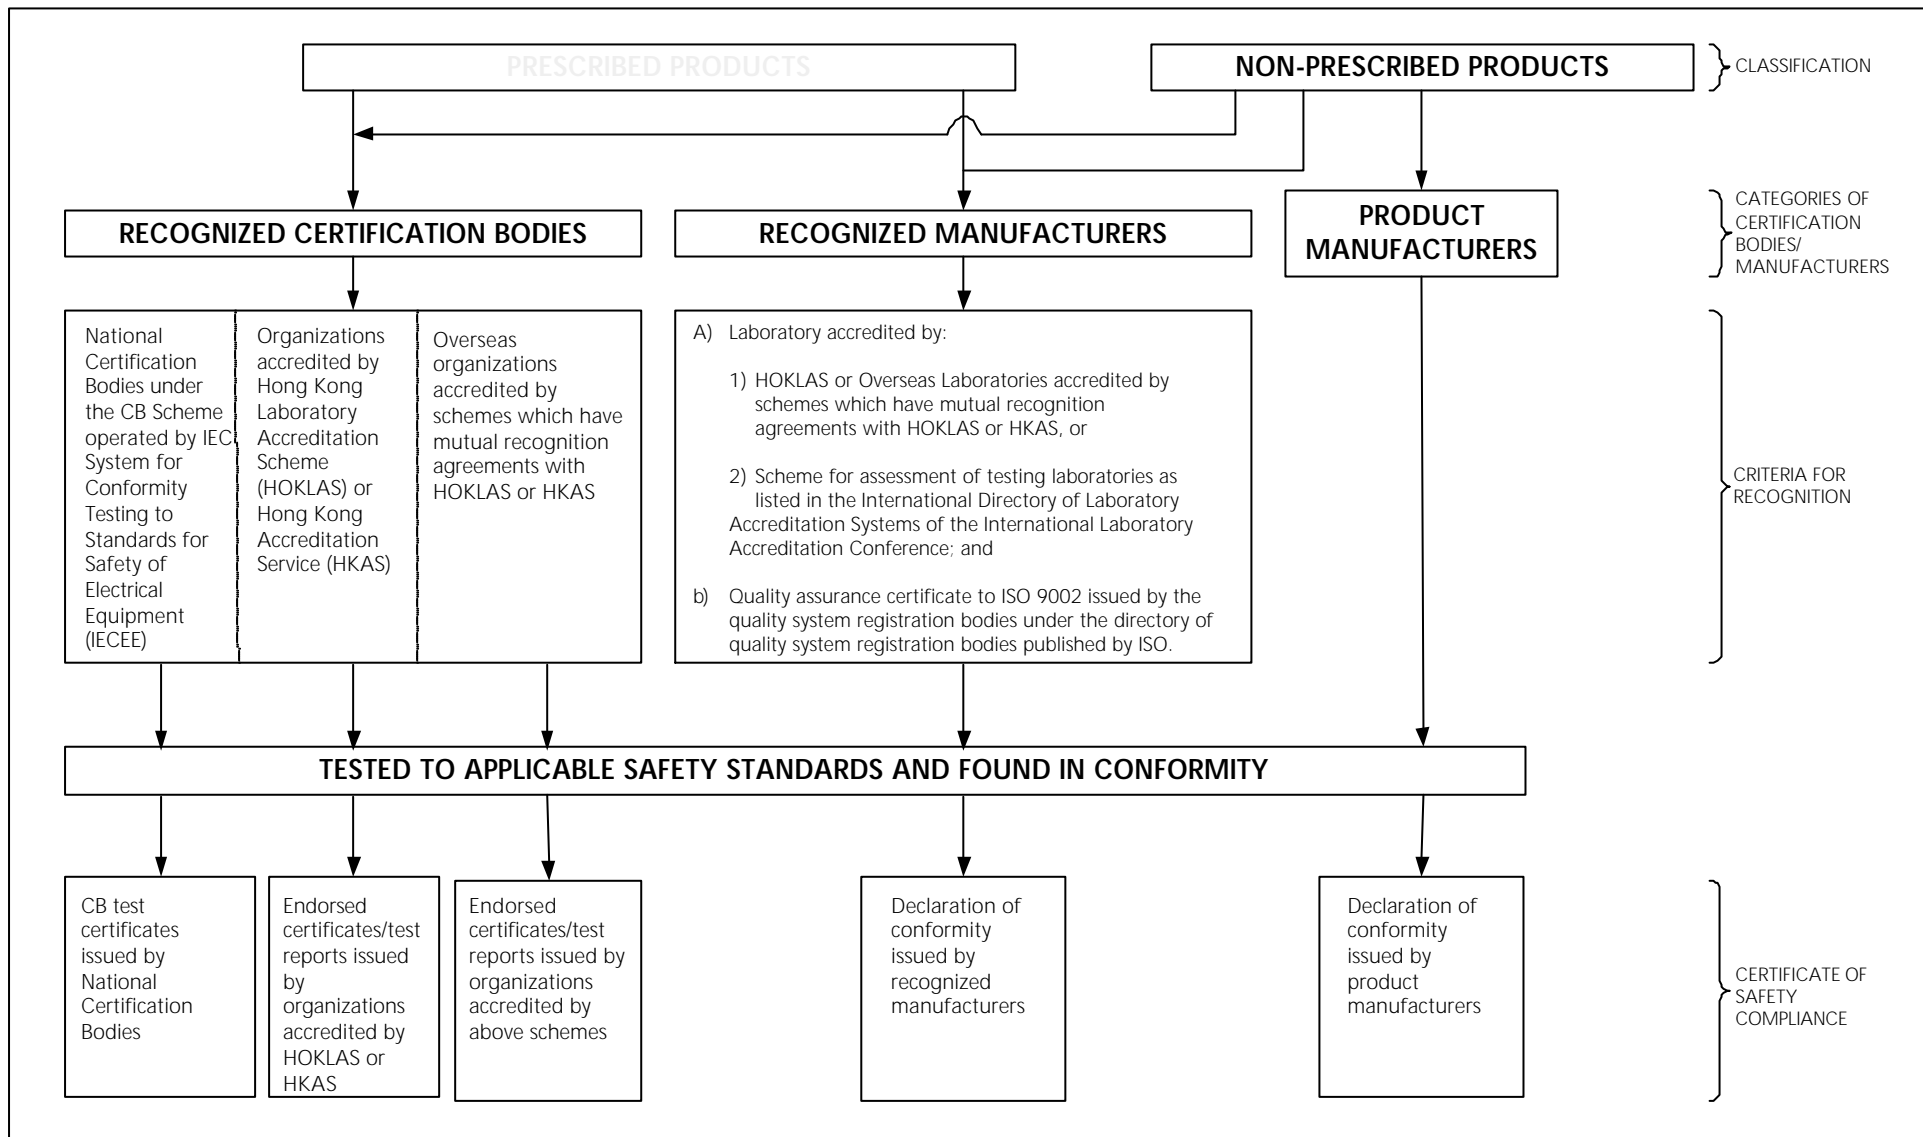 PRESCRIBED PRODUCTS
NON-PRESCRIBED PRODUCTS
CLASSIFICATION
RECOGNIZED CERTIFICATION BODIES
RECOGNIZED MANUFACTURERS
PRODUCT
MANUFACTURERS
CATEGORIES OF
CERTIFICATION
BODIES/
MANUFACTURERS
National
Certification
Bodies under
the CB Scheme
operated by IEC
System for
Conformity
Testing to
Standards for
Safety of
Electrical
Equipment
(IECEE)
Organizations
accredited by
Hong Kong
Laboratory
Accreditation
Scheme
(HOKLAS) or
Hong Kong
Accreditation
Service (HKAS)
Overseas
organizations
accredited by
schemes which have
mutual recognition
agreements with
HOKLAS or HKAS
A) Laboratory accredited by:
1) HOKLAS or Overseas Laboratories accredited by
schemes which have mutual recognition
agreements with HOKLAS or HKAS, or
2) Scheme for assessment of testing laboratories as
listed in the International Directory of Laboratory
Accreditation Systems of the International Laboratory
Accreditation Conference; and
b) Quality assurance certificate to ISO 9002 issued by the
quality system registration bodies under the directory of
quality system registration bodies published by ISO.
CRITERIA FOR
RECOGNITION
TESTED TO APPLICABLE SAFETY STANDARDS AND FOUND IN CONFORMITY
CB test
certificates
issued by
National
Certification
Bodies
Endorsed
certificates/test
reports issued
by
organizations
accredited by
HOKLAS or
HKAS
Endorsed
certificates/test
reports issued by
organizations
accredited by
above schemes
Declaration of
conformity
issued by
recognized
manufacturers
Declaration of
conformity
issued by
product
manufacturers
CERTIFICATE OF
SAFETY
COMPLIANCE